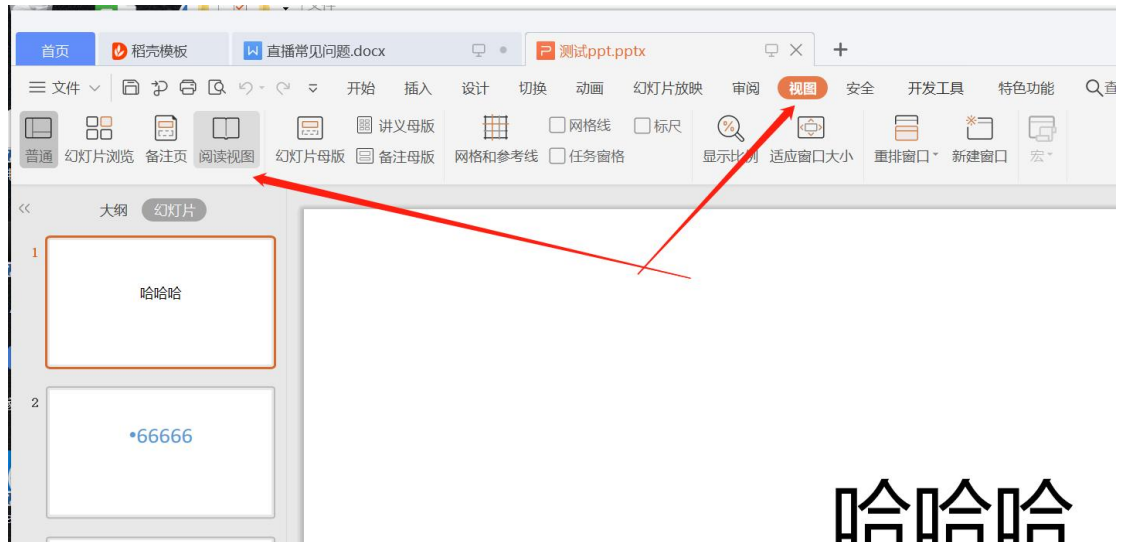 首页 稻壳模板 直播常见问题.docx 测试ppt.pptx
文件 开始 插入 设计 切换 动画 幻灯片放映 审阅 视图 安全 开发工具 特色功能 查
讲义母版 网格线 标尺
普通 幻灯片浏览 备注页 阅读视图 幻灯片母版 备注母版 网格和参考线 任务窗格 显示比例 适应窗口大小 重排窗口 新建窗口 宏
大纲 幻灯片
1
哈哈哈
2
•66666
哈哈哈